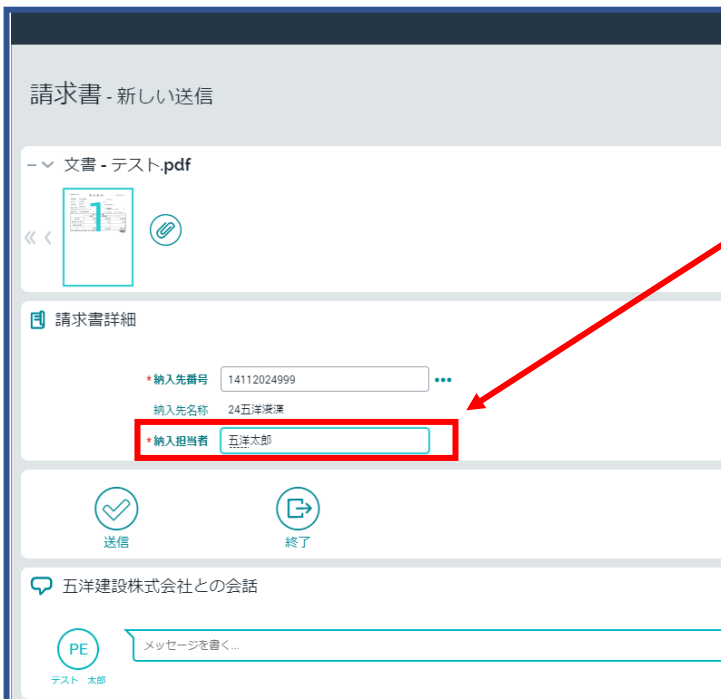 請求書 - 新しい送信
文書 - テスト.pdf
1
請求書詳細
*納入先番号 14112024999
納入先名称 24五洋浚渫
*納入担当者 五洋太郎
送信 終了
五洋建設株式会社との会話
PE
メッセージを書く...
テスト 太郎